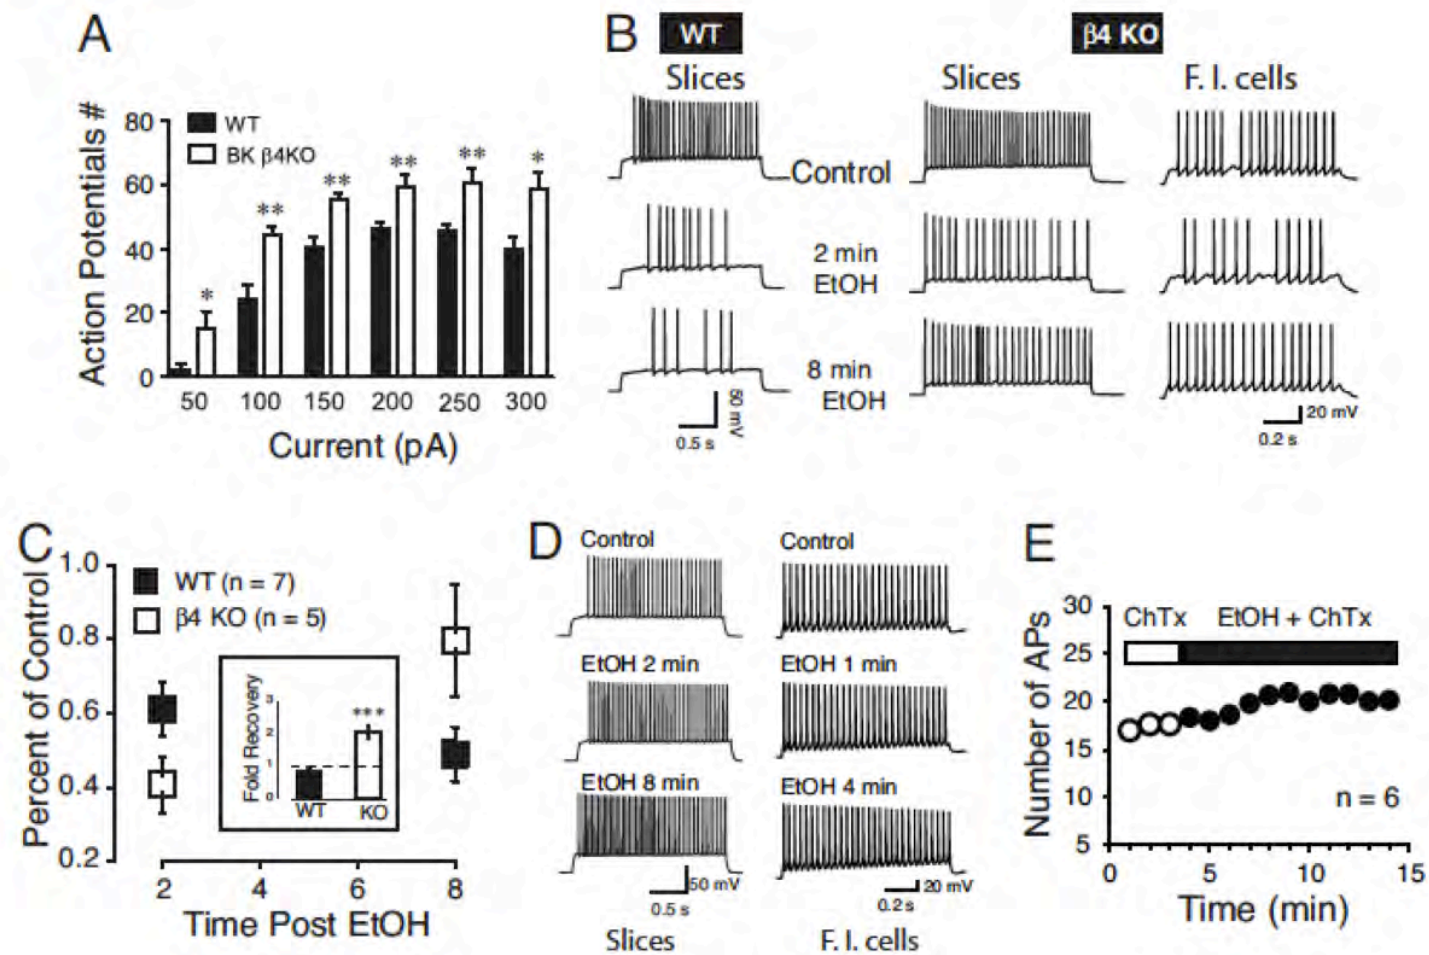 A
Action Potentials #
80
60
40
20
0
WT
BK β4KO
*
**
**
**
**
*
50 100 150 200 250 300
Current (pA)
B
WT
β4 KO
Slices
Slices
F. I. cells
Control
2 min
EtOH
8 min
EtOH
50 mV
0.5 s
20 mV
0.2 s
C
Percent of Control
1.0
0.8
0.6
0.4
0.2
WT (n = 7)
β4 KO (n = 5)
Fold Recovery
3
2
1
0
***
WT
KO
2 4 6 8
Time Post EtOH
D
Control
Control
EtOH 2 min
EtOH 1 min
EtOH 8 min
EtOH 4 min
50 mV
0.5 s
20 mV
0.2 s
Slices
F. I. cells
E
Number of APs
30
25
20
15
10
5
ChTx
EtOH + ChTx
n = 6
0 5 10 15
Time (min)